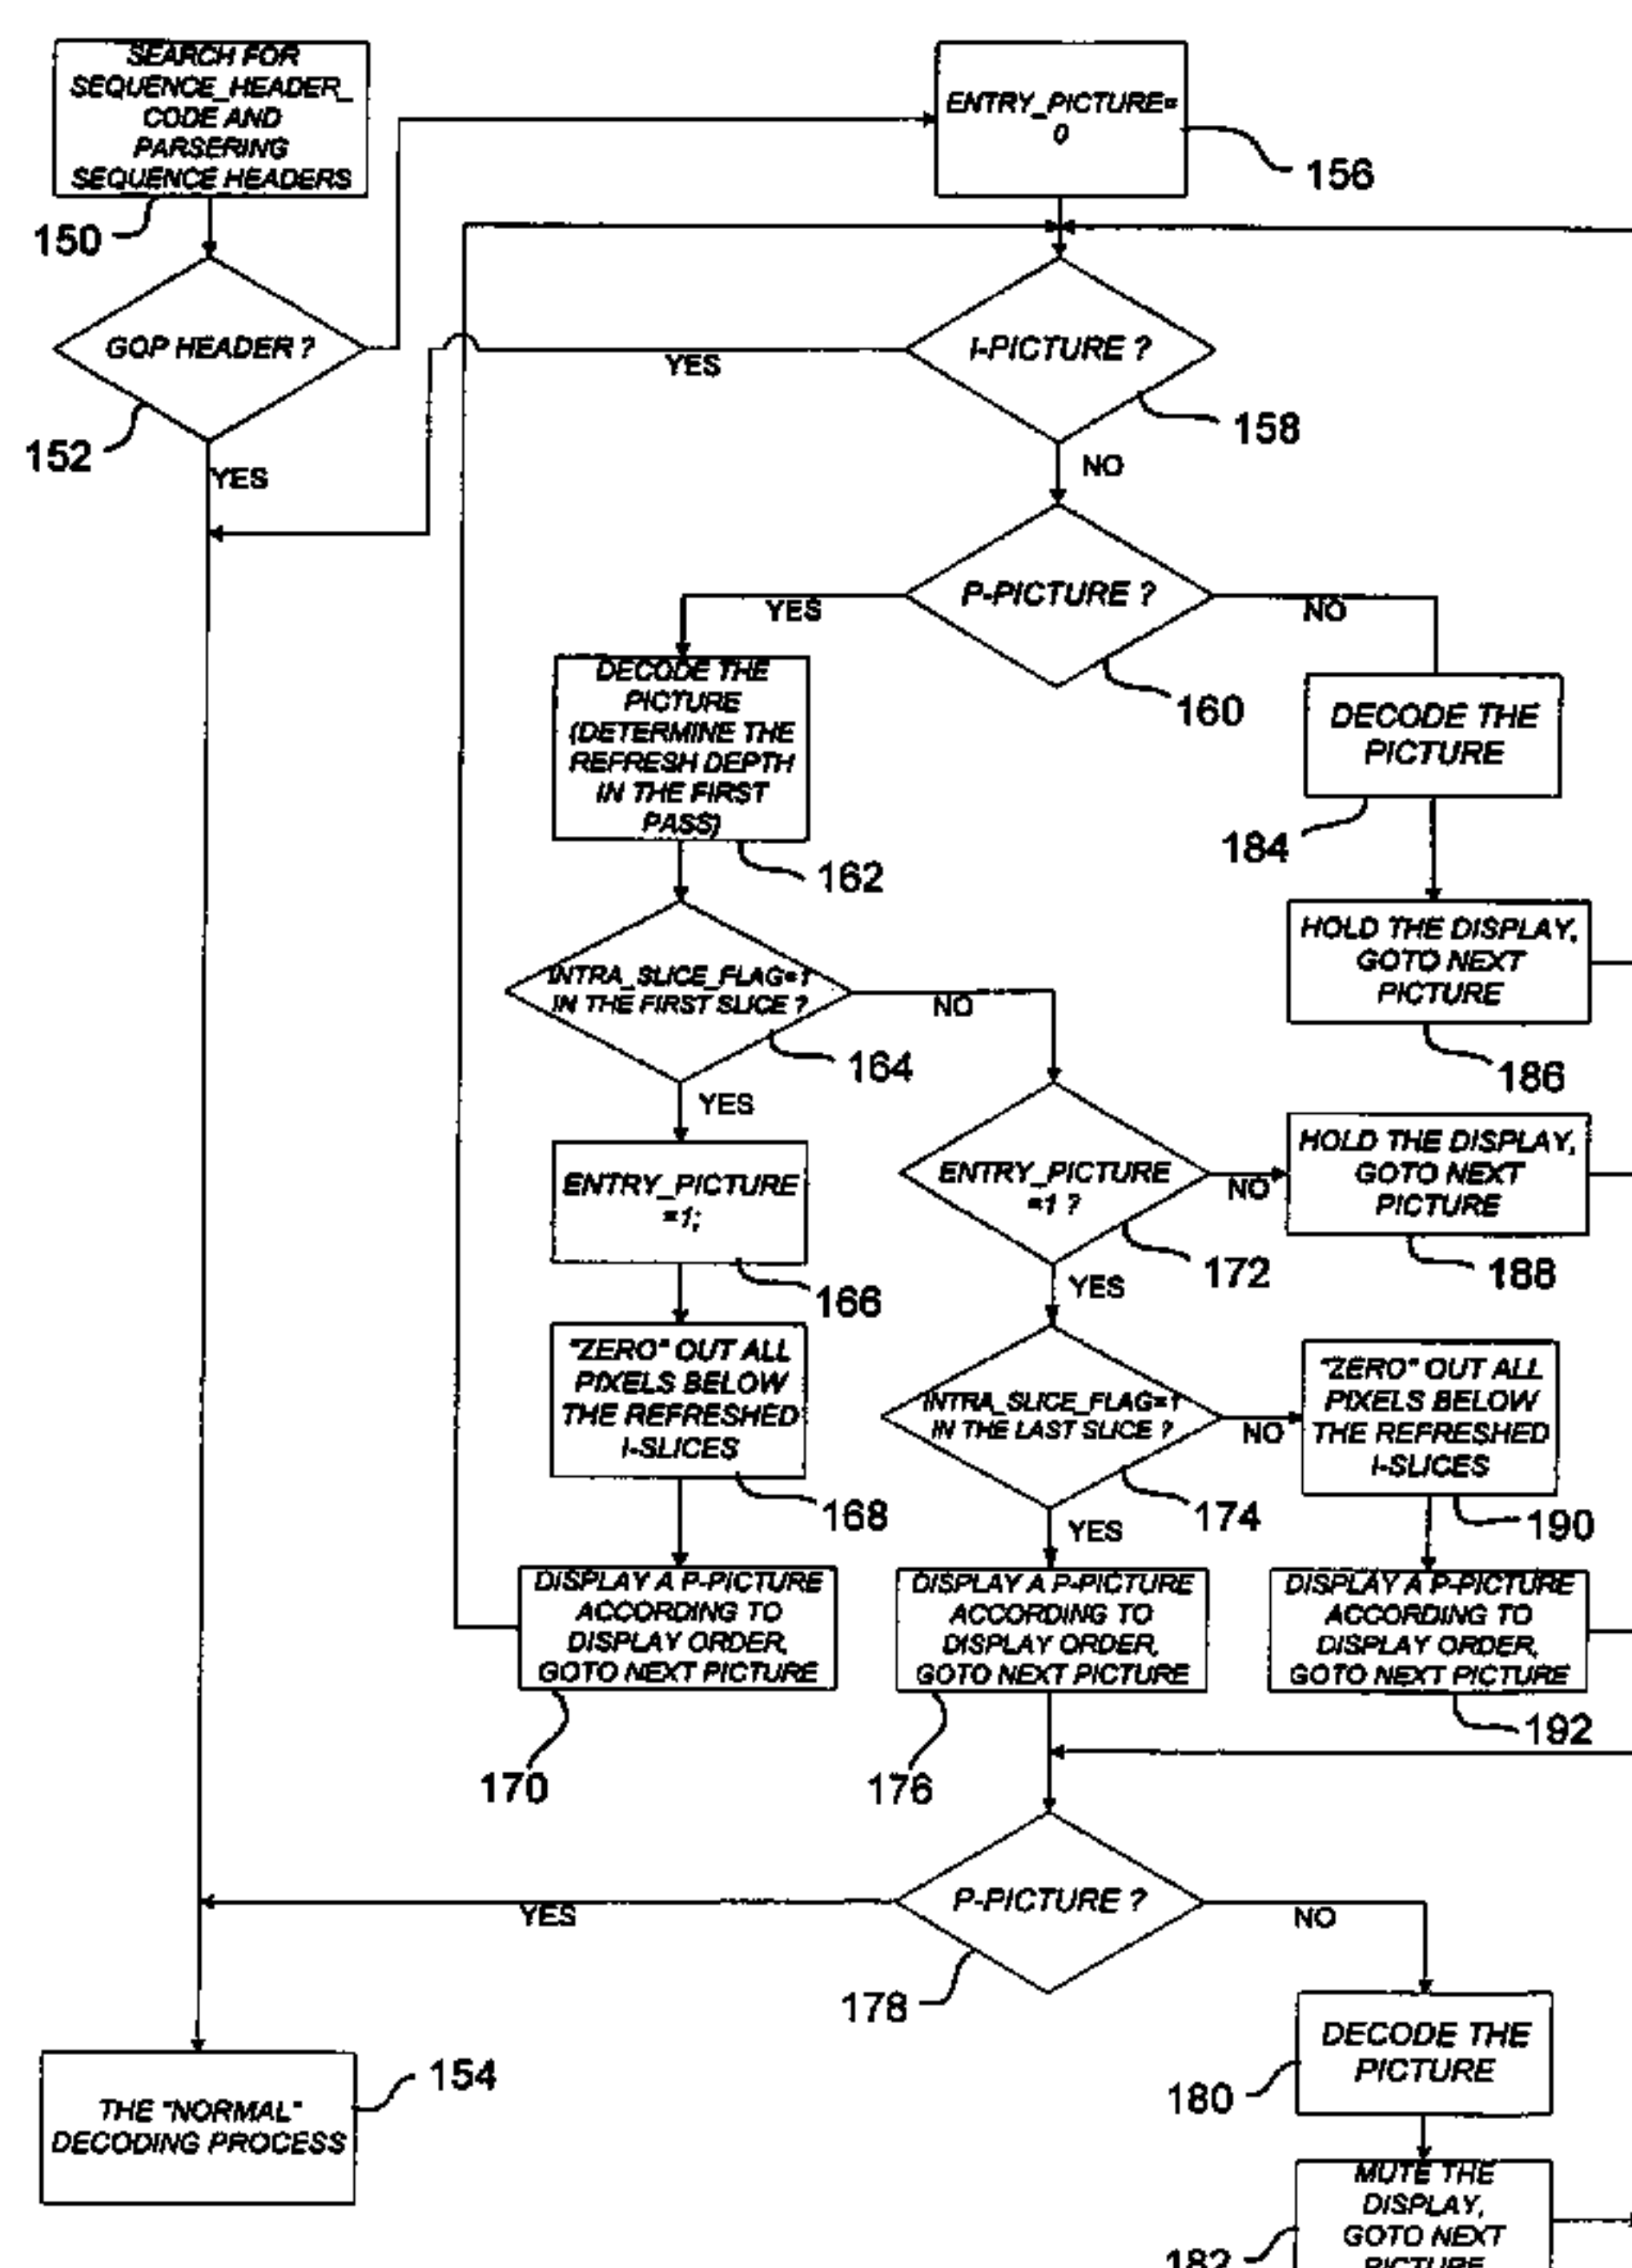 SEARCH FOR
SEQUENCE_HEADER_
CODE AND
PARSERING
SEQUENCE HEADERS
150
ENTRY_PICTURE=
0
156
GOP HEADER ?
152
YES
I-PICTURE ?
YES
158
NO
P-PICTURE ?
YES
NO
160
DECODE THE
PICTURE
(DETERMINE THE
REFRESH DEPTH
IN THE FIRST
PASS)
162
DECODE THE
PICTURE
184
HOLD THE DISPLAY,
GOTO NEXT
PICTURE
186
INTRA_SLICE_FLAG=1
IN THE FIRST SLICE ?
NO
164
YES
ENTRY_PICTURE
=1;
166
ENTRY_PICTURE
=1 ?
NO
172
YES
HOLD THE DISPLAY,
GOTO NEXT
PICTURE
188
"ZERO" OUT ALL
PIXELS BELOW
THE REFRESHED
I-SLICES
168
INTRA_SLICE_FLAG=1
IN THE LAST SLICE ?
NO
174
YES
"ZERO" OUT ALL
PIXELS BELOW
THE REFRESHED
I-SLICES
190
DISPLAY A P-PICTURE
ACCORDING TO
DISPLAY ORDER,
GOTO NEXT PICTURE
170
DISPLAY A P-PICTURE
ACCORDING TO
DISPLAY ORDER,
GOTO NEXT PICTURE
176
DISPLAY A P-PICTURE
ACCORDING TO
DISPLAY ORDER,
GOTO NEXT PICTURE
192
P-PICTURE ?
YES
NO
178
DECODE THE
PICTURE
180
THE "NORMAL"
DECODING PROCESS
154
MUTE THE
DISPLAY,
GOTO NEXT
PICTURE
182